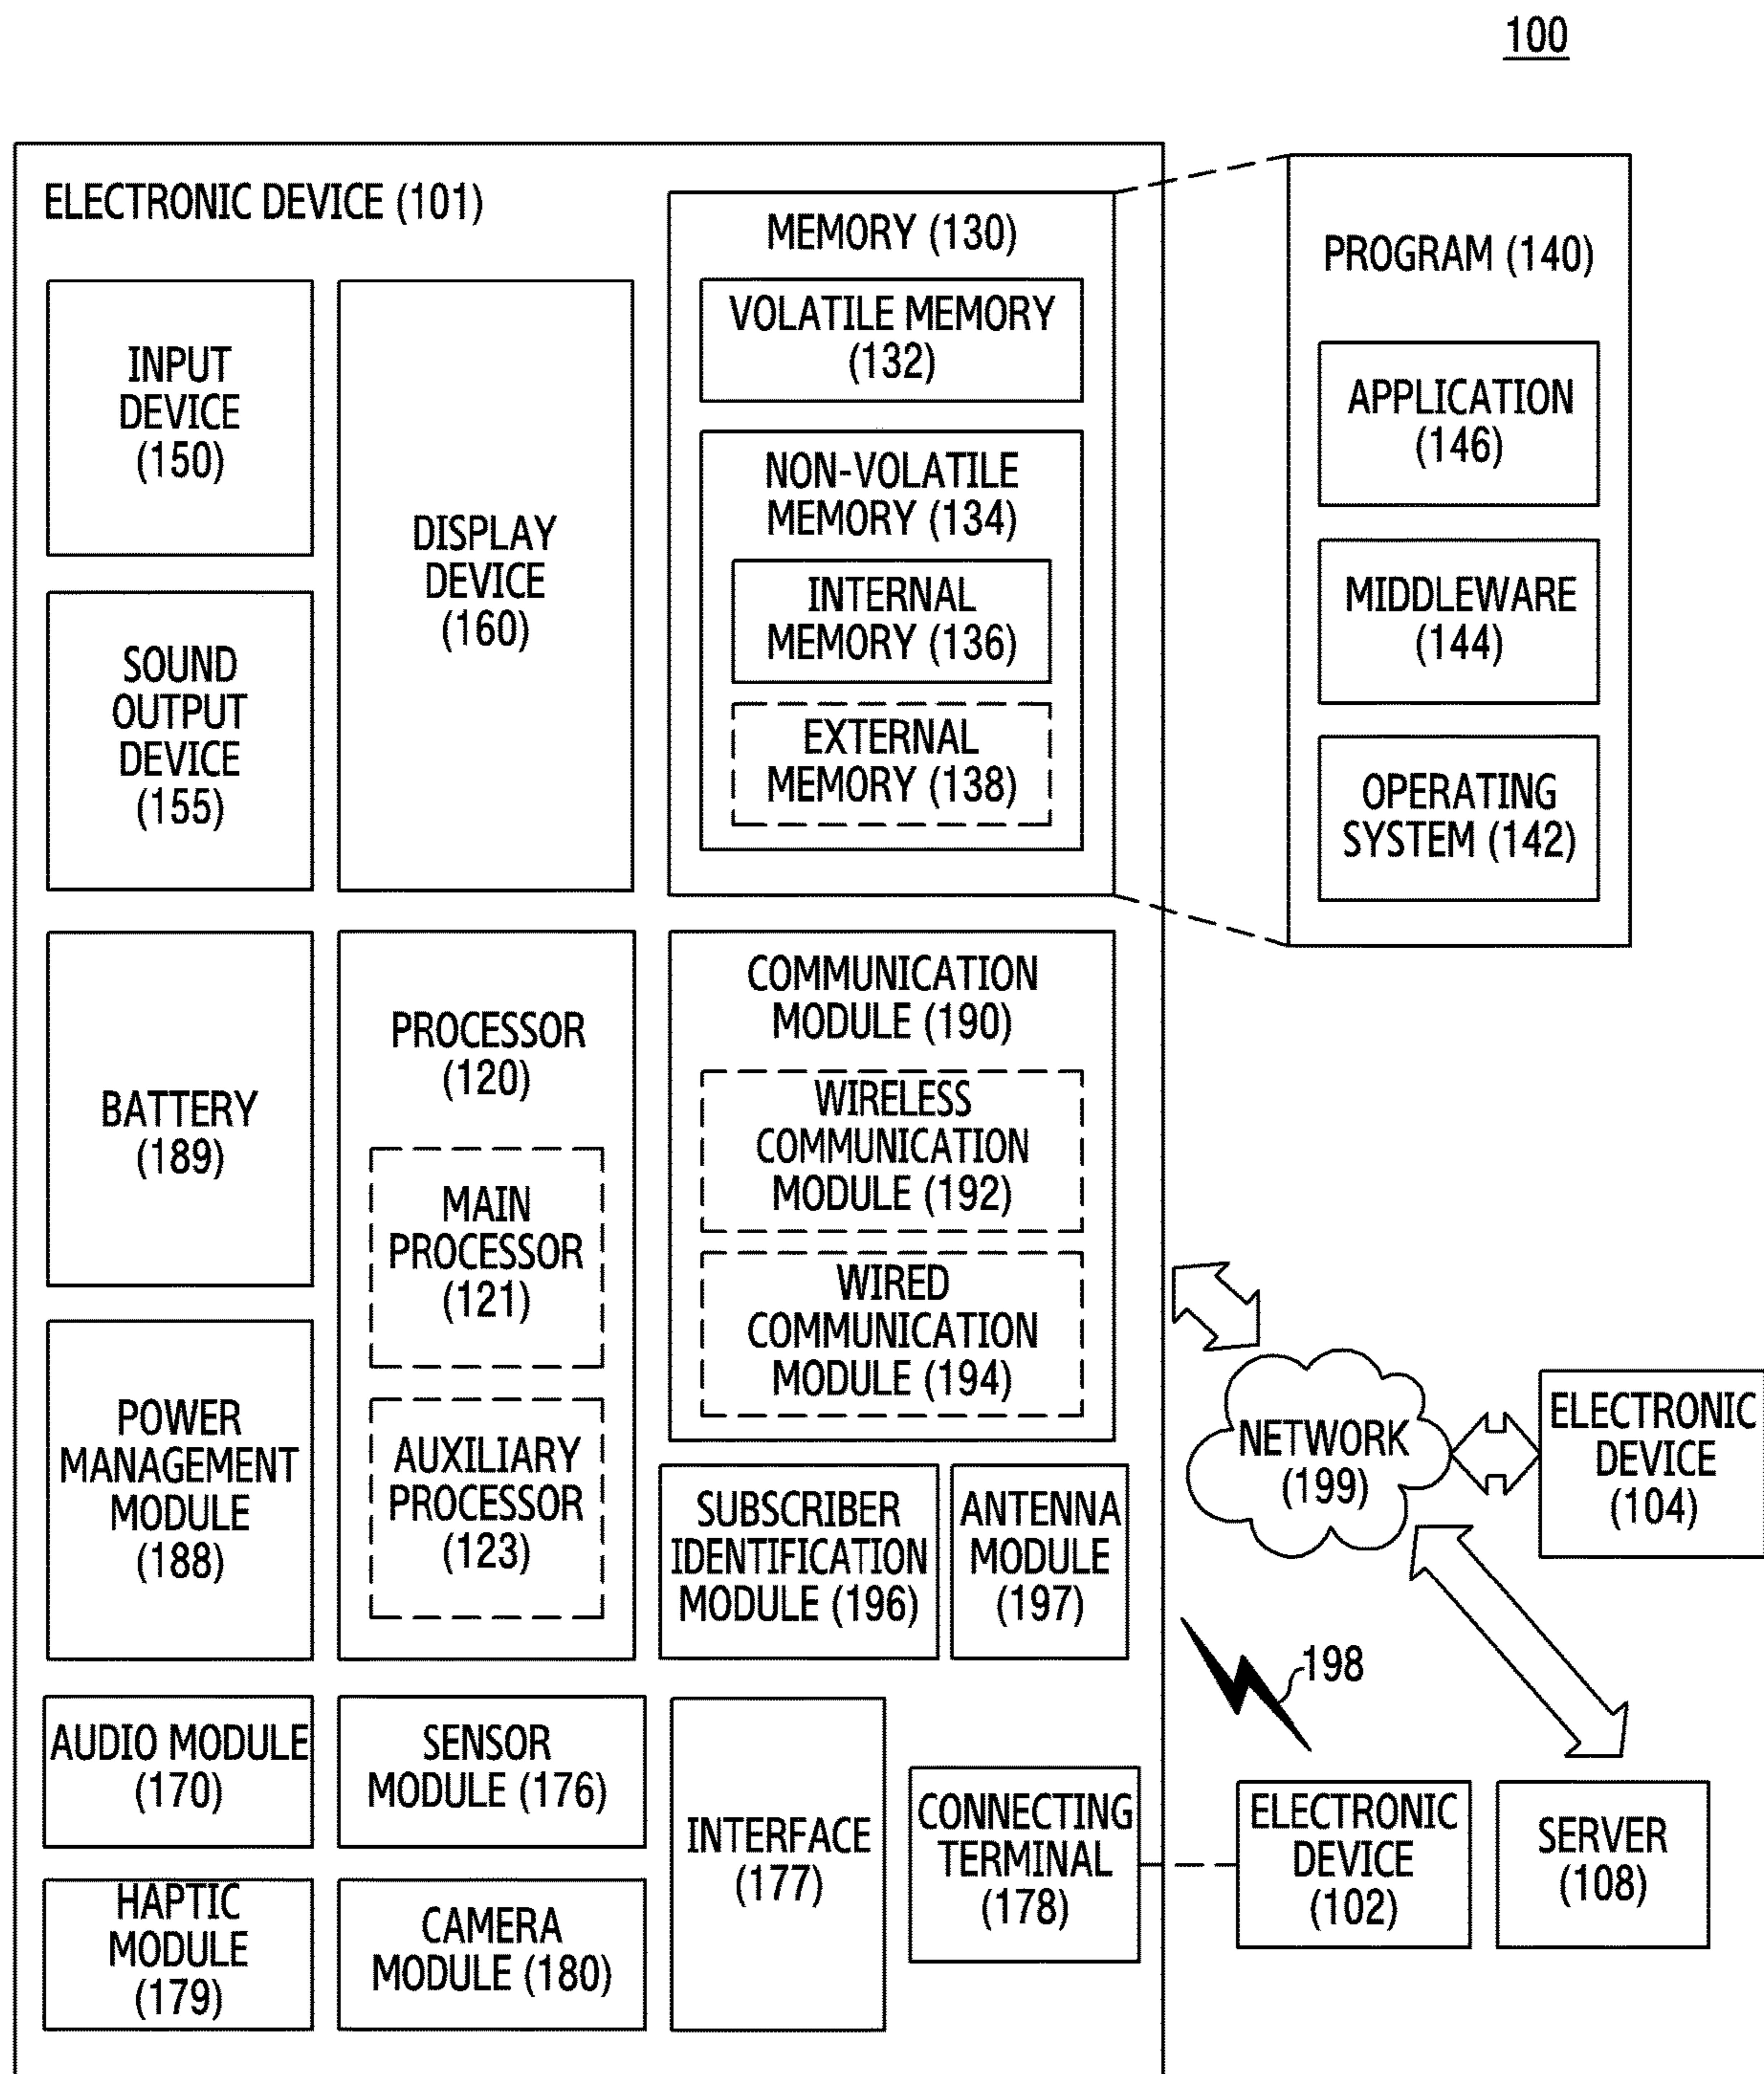 100
ELECTRONIC DEVICE (101)
INPUT
DEVICE
(150)
SOUND
OUTPUT
DEVICE
(155)
DISPLAY
DEVICE
(160)
MEMORY (130)
VOLATILE MEMORY
(132)
NON-VOLATILE
MEMORY (134)
INTERNAL
MEMORY (136)
EXTERNAL
MEMORY (138)
PROGRAM (140)
APPLICATION
(146)
MIDDLEWARE
(144)
OPERATING
SYSTEM (142)
BATTERY
(189)
POWER
MANAGEMENT
MODULE
(188)
PROCESSOR
(120)
MAIN
PROCESSOR
(121)
AUXILIARY
PROCESSOR
(123)
COMMUNICATION
MODULE (190)
WIRELESS
COMMUNICATION
MODULE (192)
WIRED
COMMUNICATION
MODULE (194)
SUBSCRIBER
IDENTIFICATION
MODULE (196)
ANTENNA
MODULE
(197)
NETWORK
(199)
ELECTRONIC
DEVICE
(104)
198
AUDIO MODULE
(170)
SENSOR
MODULE (176)
HAPTIC
MODULE
(179)
CAMERA
MODULE (180)
INTERFACE
(177)
CONNECTING
TERMINAL
(178)
ELECTRONIC
DEVICE
(102)
SERVER
(108)